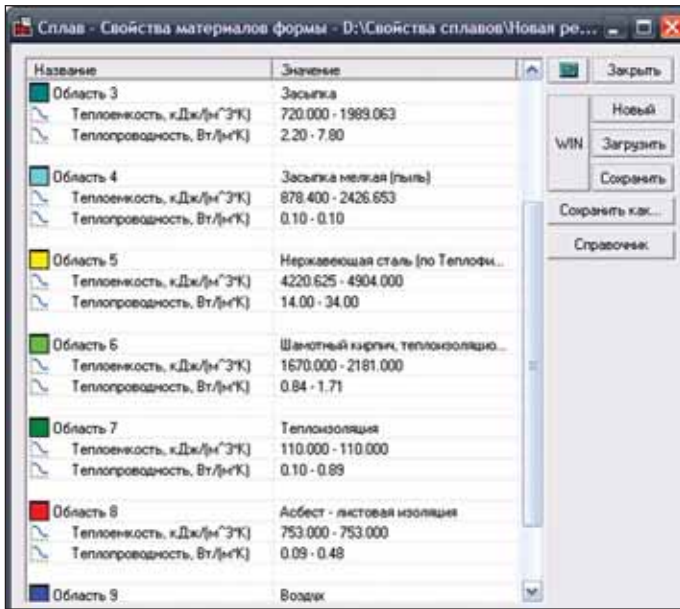 Сплав - Свойства материалов формы - D:\Свойства сплавов\Новая ре...
Название Значение
Область 3 Засыпка
Теплоемкость, кДж/(м^3*К) 720.000 - 1989.063
Теплопроводность, Вт/(м*К) 2.20 - 7.80
Область 4 Засыпка мелкая (пыль)
Теплоемкость, кДж/(м^3*К) 878.400 - 2426.653
Теплопроводность, Вт/(м*К) 0.10 - 0.10
Область 5 Нержавеющая сталь (по Теплофи...
Теплоемкость, кДж/(м^3*К) 4220.625 - 4904.000
Теплопроводность, Вт/(м*К) 14.00 - 34.00
Область 6 Шамотный кирпич, теплоизоляцио...
Теплоемкость, кДж/(м^3*К) 1670.000 - 2181.000
Теплопроводность, Вт/(м*К) 0.84 - 1.71
Область 7 Теплоизоляция
Теплоемкость, кДж/(м^3*К) 110.000 - 110.000
Теплопроводность, Вт/(м*К) 0.10 - 0.89
Область 8 Асбест - листовая изоляция
Теплоемкость, кДж/(м^3*К) 753.000 - 753.000
Теплопроводность, Вт/(м*К) 0.09 - 0.48
Область 9 Воздух
Закрыть
WIN
Новый
Загрузить
Сохранить
Сохранить как...
Справочник